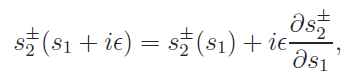 $s_2^{\pm}(s_1 + i\epsilon) = s_2^{\pm}(s_1) + i\epsilon \frac{\partial s_2^{\pm}}{\partial s_1},$